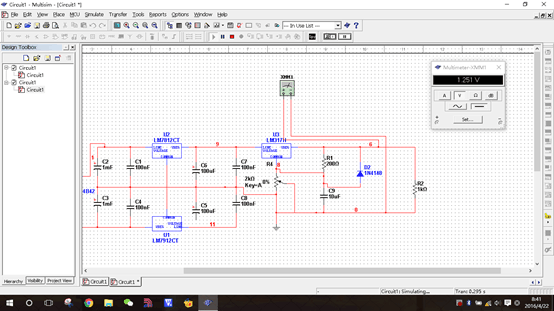 Circuit1 - Multisim - [Circuit1 *]
File Edit View Place MCU Simulate Transfer Tools Reports Options Window Help
--- In Use List ---
Design Toolbox
Circuit1
Circuit1
Circuit1
Circuit1
Multimeter-XMM1
1.251 V
A V Ω dB
Set...
XMM1
U2
LM7812CT
LINE VREG
VOLTAGE
COMMON
9
U3
LM317H
6
C2
1mF
C1
100nF
C6
100uF
C7
100nF
R4
2kΩ
Key=A
0%
8
R1
200Ω
D2
1N4148
C9
10uF
R2
1kΩ
1
C3
1mF
C4
100nF
C5
100uF
C8
100nF
U1
LM7912CT
11
0
Hierarchy Visibility Project View
Circuit1 Circuit1 *
Circuit1: Simulating... Tran: 0.295 s
8:41
2016/4/22